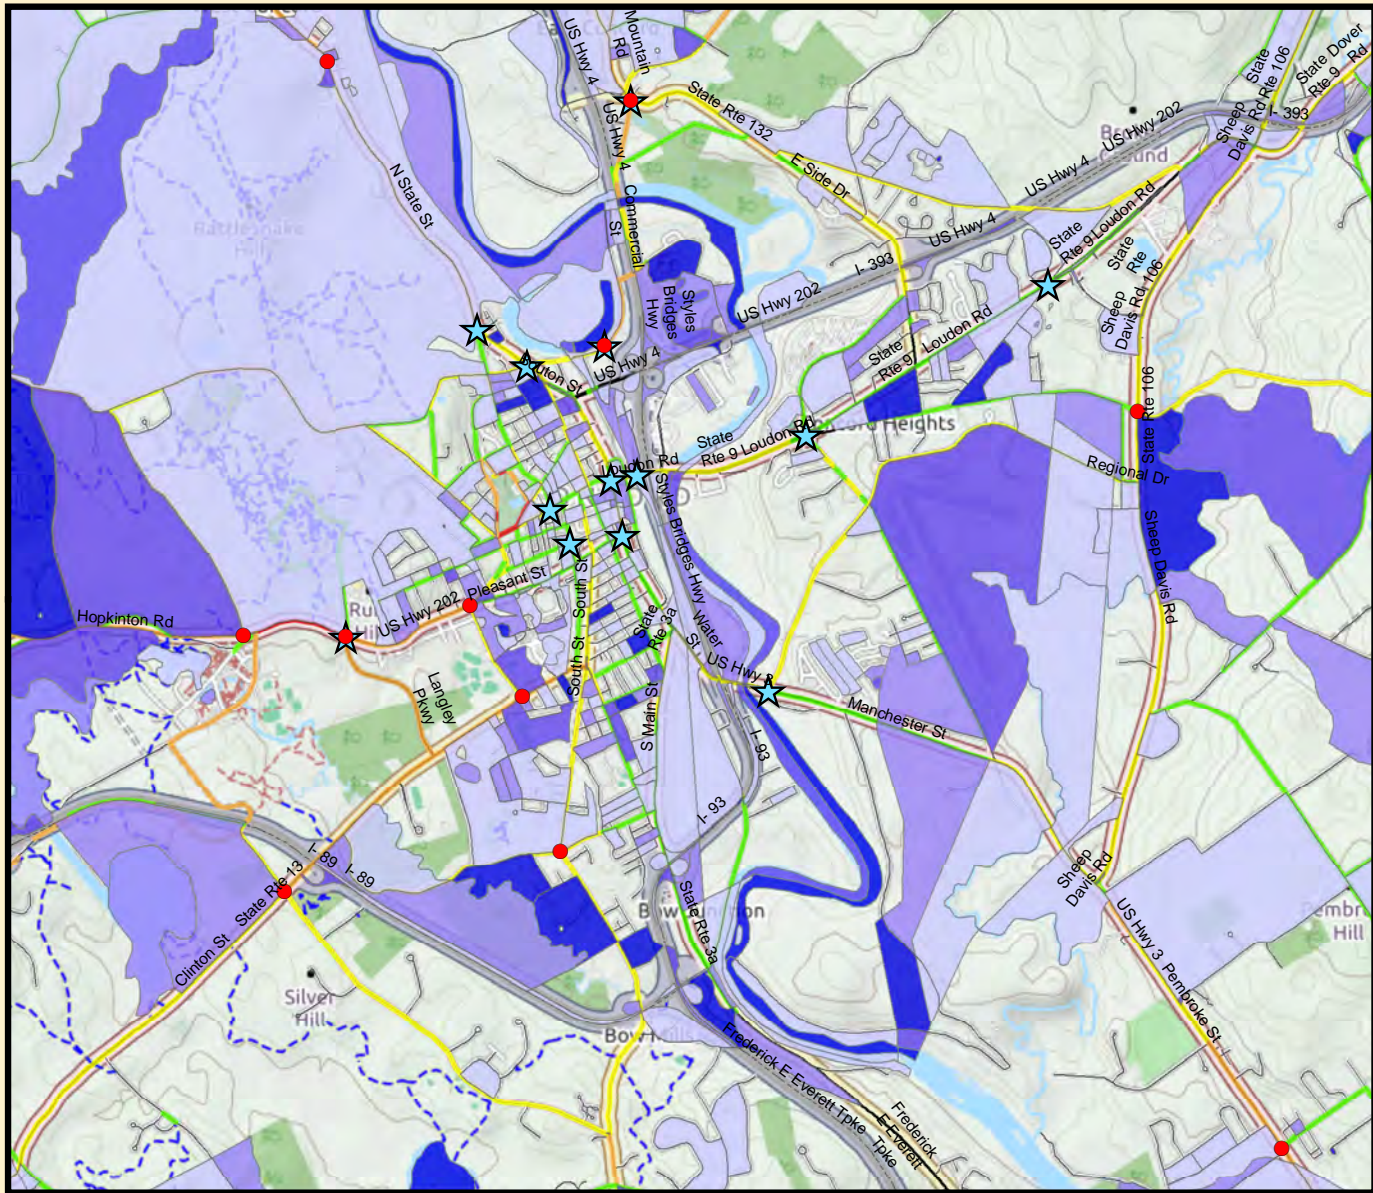 US Hwy 4
Mountain
Rd
State Rte 132
US Hwy 4
Commercial
St
N State St
E Side Dr
State
Rte 106
State Dover
Rte 9 Rd
I- 393
Sheep
Davis Rd
US Hwy 202
US Hwy 4
US Hwy 4
I- 393
US Hwy 202
State
Rte 9 Loudon Rd
State
Rte
Sheep
Davis Rd 106
Rattlesnake
Styles
Bridges
Hwy
US Hwy 4
Bouton St
State
Rte 9 Loudon Rd
State Rte 106
Heights
State
Rte 9 Loudon Rd
Loudon Rd
Regional Dr
Styles Bridges Hwy
Sheep Davis Rd
Hopkinton Rd
US Hwy 202
Pleasant St
South St
South St
State
Rte 3a
Water
St
US Hwy 3
Langley
Pkwy
S Main St
I- 93
Manchester St
I- 93
I- 89
I- 89
State Rte 13
Clinton St
Silver
Hill
State Rte 3a
Sheep
Davis Rd
US Hwy 3
Pembroke St
Hill
Frederick E Everett Tpke
Tpke
Frederick
E Everett